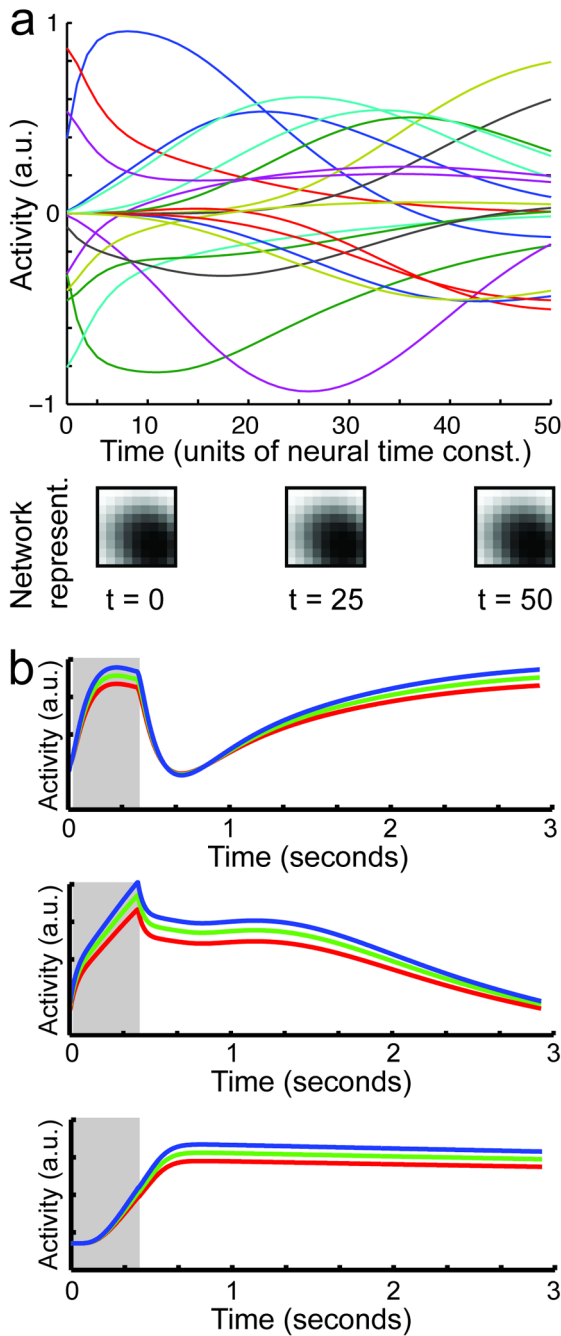 a
1
0
−1
Activity (a.u.)
0 10 20 30 40 50
Time (units of neural time const.)
Network
represent.
t = 0 t = 25 t = 50
b
Activity (a.u.)
0 1 2 3
Time (seconds)
Activity (a.u.)
0 1 2 3
Time (seconds)
Activity (a.u.)
0 1 2 3
Time (seconds)